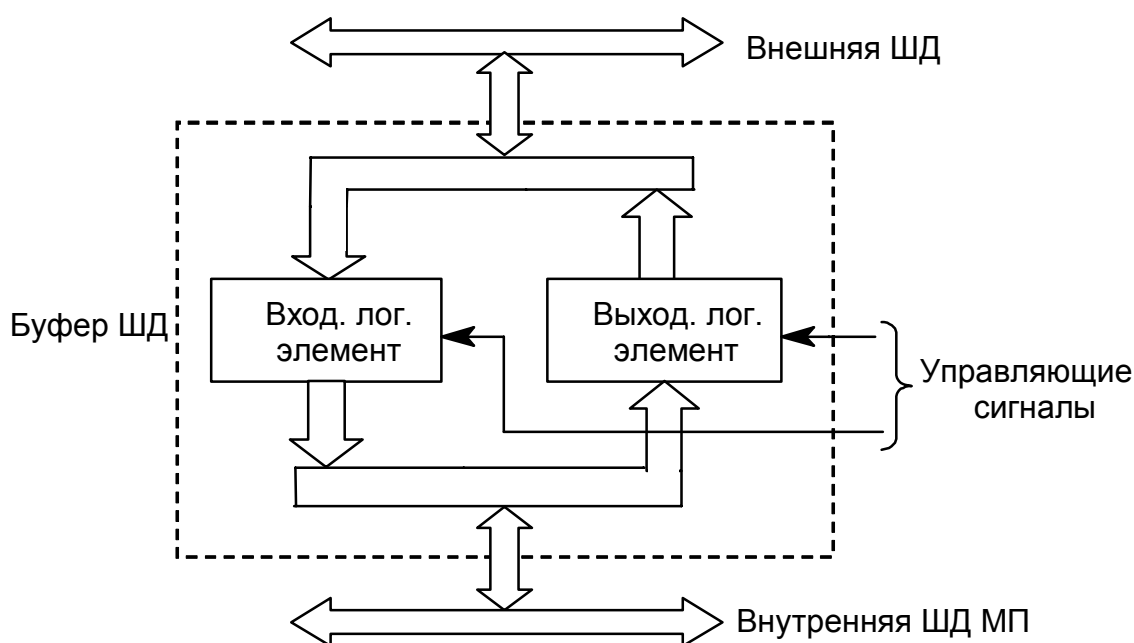 Внешняя ШД
Буфер ШД
Вход. лог.
элемент
Выход. лог.
элемент
Управляющие
сигналы
Внутренняя ШД МП